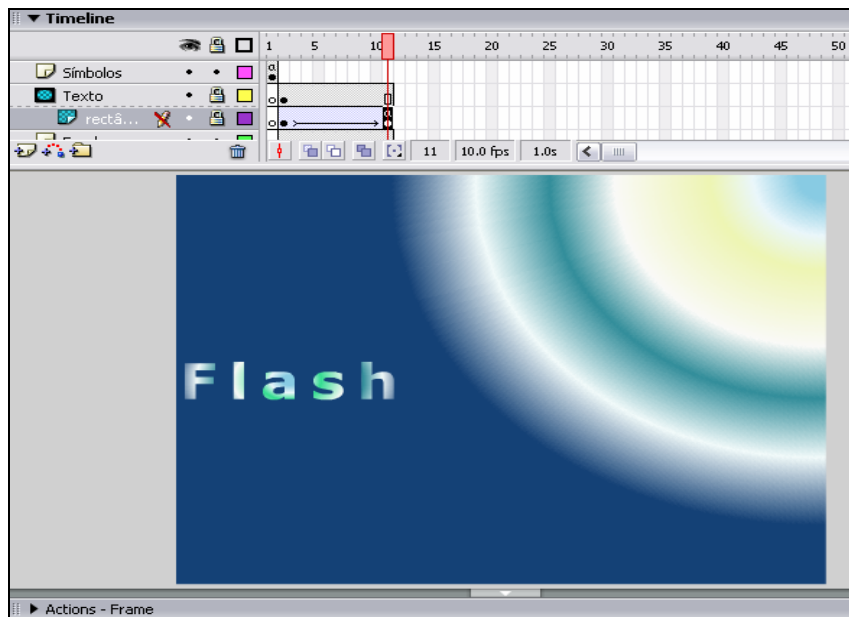 Timeline
1 5 10 15 20 25 30 35 40 45 50
Símbolos
a
Texto
rectâ...
a
11 10.0 fps 1.0s
Flash
Actions - Frame